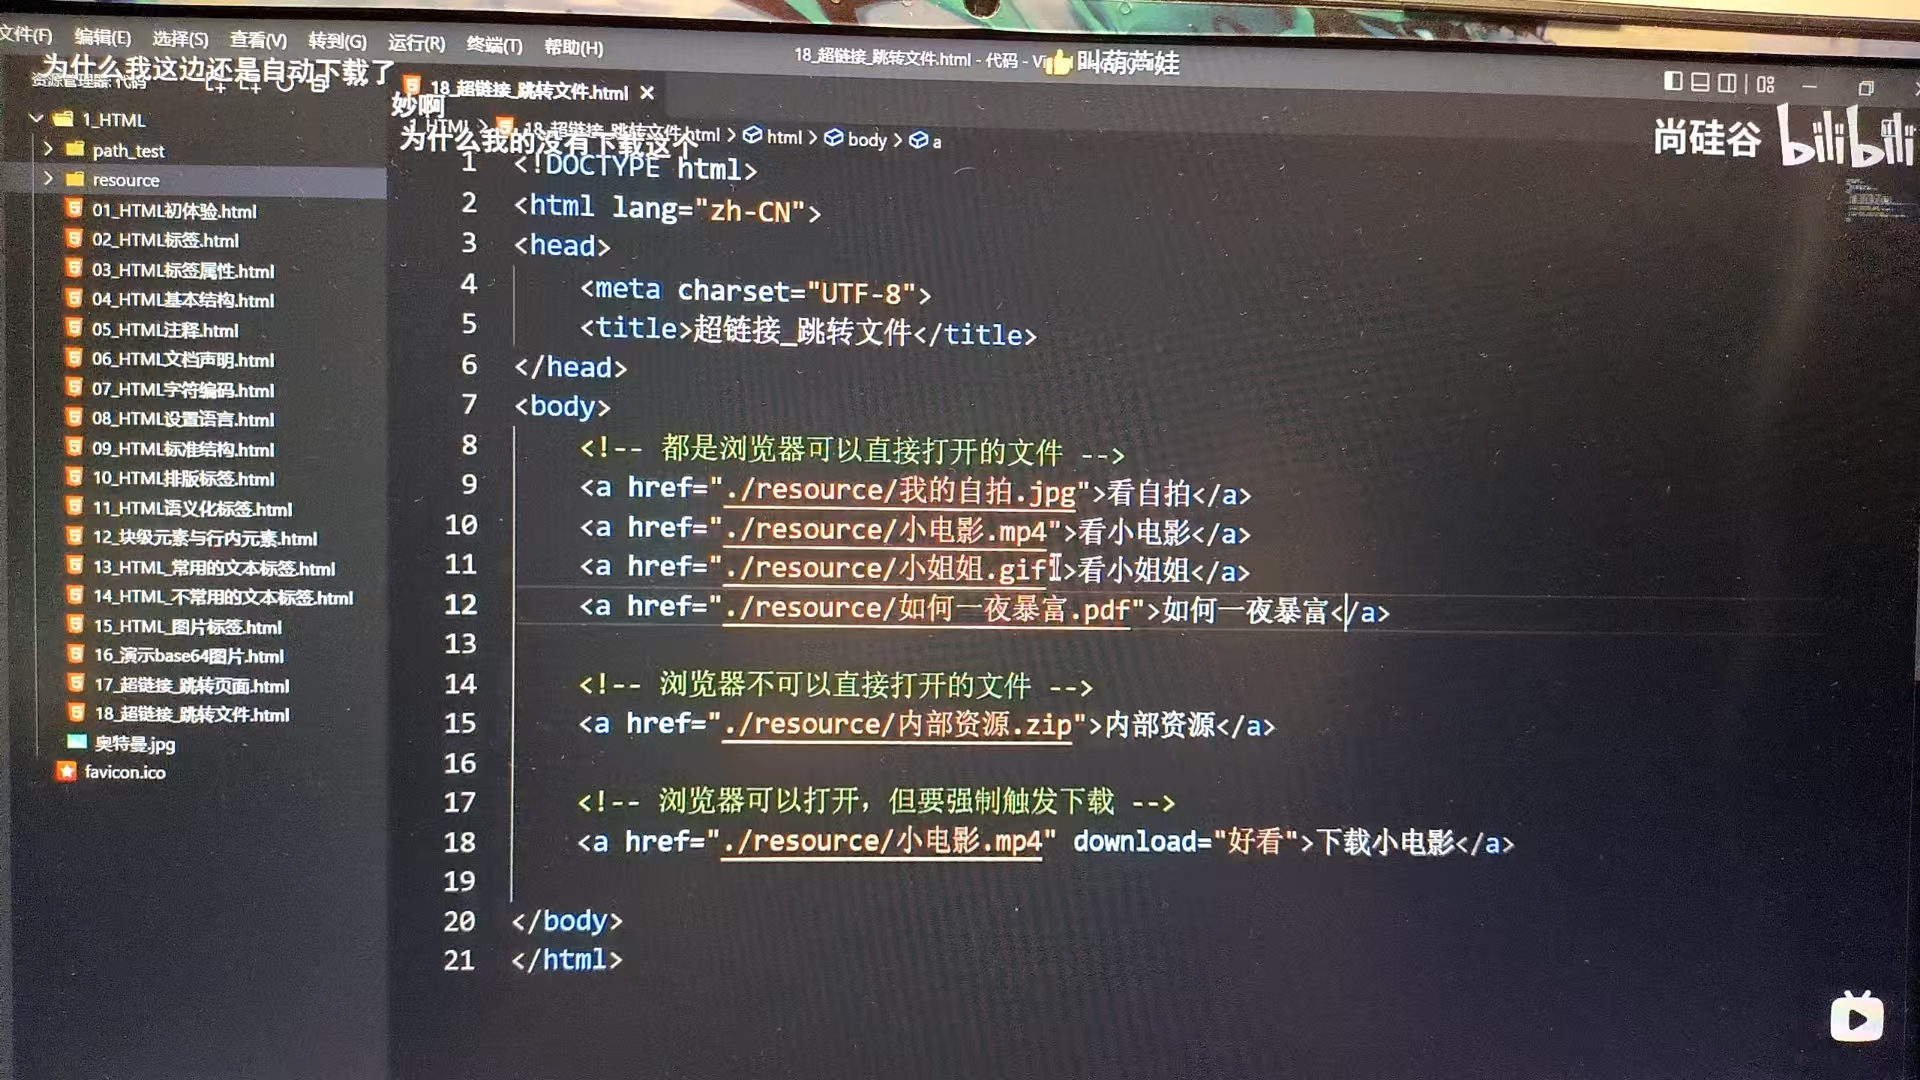 文件(F) 编辑(E) 选择(S) 查看(V) 转到(G) 运行(R) 终端(T) 帮助(H)
18_超链接_跳转文件.html - 代码 -
叫葫芦娃
为什么我这边还是自动下载了
资源管理器: 代码
18_超链接_跳转文件.html
妙啊
1_HTML > 18_超链接_跳转文件.html > html > body > a
为什么我的没有下载这个
尚硅谷 bilibili
1_HTML
path_test
resource
01_HTML初体验.html
02_HTML标签.html
03_HTML标签属性.html
04_HTML基本结构.html
05_HTML注释.html
06_HTML文档声明.html
07_HTML字符编码.html
08_HTML设置语言.html
09_HTML标准结构.html
10_HTML排版标签.html
11_HTML语义化标签.html
12_块级元素与行内元素.html
13_HTML_常用的文本标签.html
14_HTML_不常用的文本标签.html
15_HTML_图片标签.html
16_演示base64图片.html
17_超链接_跳转页面.html
18_超链接_跳转文件.html
奥特曼.jpg
favicon.ico
1 <!DOCTYPE html>
2 <html lang="zh-CN">
3 <head>
4 <meta charset="UTF-8">
5 <title>超链接_跳转文件</title>
6 </head>
7 <body>
8 <!-- 都是浏览器可以直接打开的文件 -->
9 <a href="./resource/我的自拍.jpg">看自拍</a>
10 <a href="./resource/小电影.mp4">看小电影</a>
11 <a href="./resource/小姐姐.gif">看小姐姐</a>
12 <a href="./resource/如何一夜暴富.pdf">如何一夜暴富</a>
13
14 <!-- 浏览器不可以直接打开的文件 -->
15 <a href="./resource/内部资源.zip">内部资源</a>
16
17 <!-- 浏览器可以打开，但要强制触发下载 -->
18 <a href="./resource/小电影.mp4" download="好看">下载小电影</a>
19
20 </body>
21 </html>